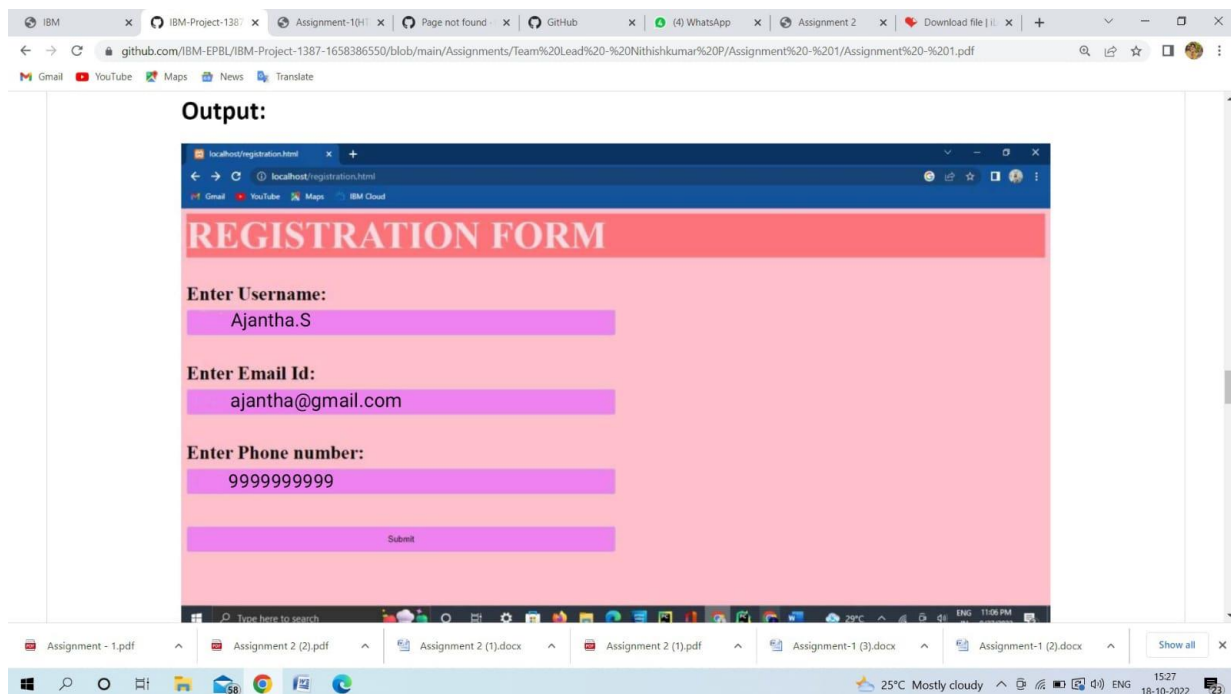 IBM
IBM-Project-1387
Assignment-1(HT
Page not found
GitHub
(4) WhatsApp
Assignment 2
Download file | iL
github.com/IBM-EPBL/IBM-Project-1387-1658386550/blob/main/Assignments/Team%20Lead%20-%20Nithishkumar%20P/Assignment%20-%201/Assignment%20-%201.pdf
Gmail YouTube Maps News Translate
Output:
localhost/registration.html
localhost/registration.html
Gmail YouTube Maps IBM Cloud
REGISTRATION FORM
Enter Username:
Ajantha.S
Enter Email Id:
ajantha@gmail.com
Enter Phone number:
9999999999
Submit
Type here to search
29°C
ENG 11:06 PM
Assignment - 1.pdf
Assignment 2 (2).pdf
Assignment 2 (1).docx
Assignment 2 (1).pdf
Assignment-1 (3).docx
Assignment-1 (2).docx
Show all
58
25°C Mostly cloudy
ENG
15:27
18-10-2022